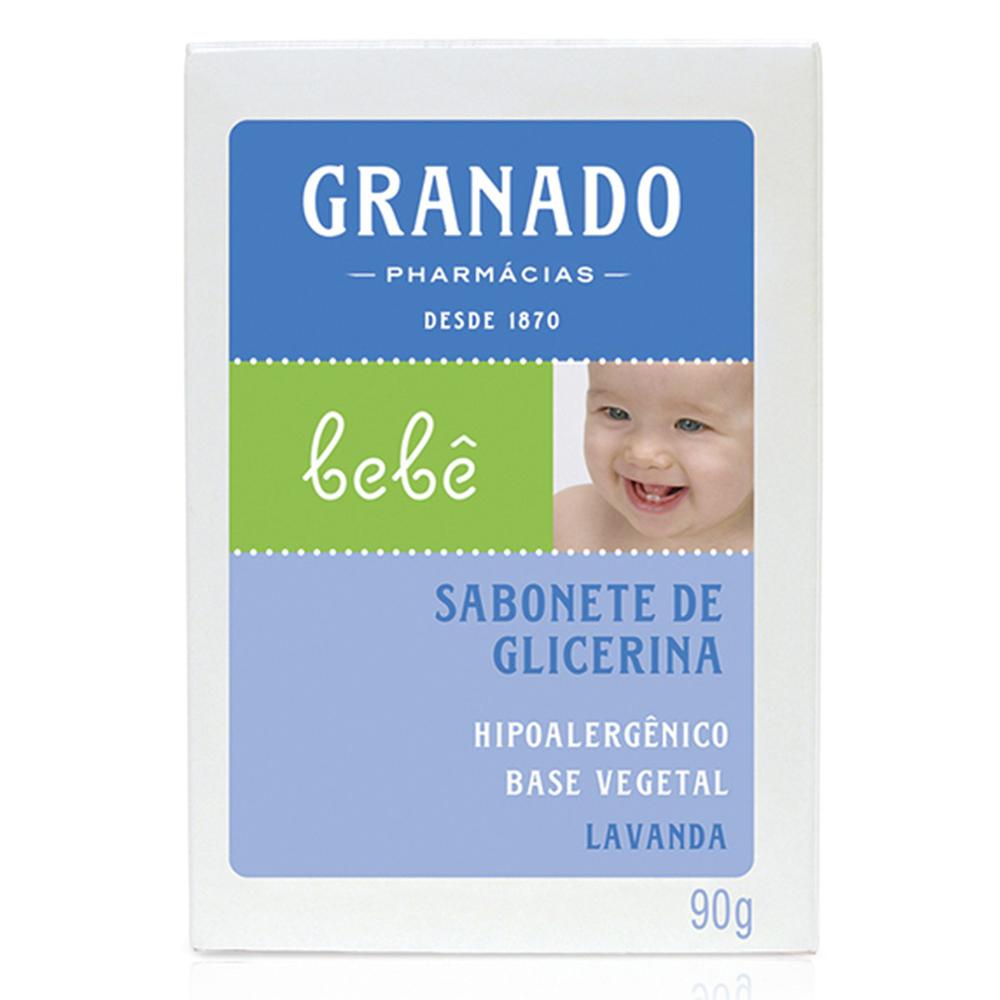 GRANADO
PHARMÁCIAS
DESDE 1870
bebê
SABONETE DE
GLICERINA
HIPOALERGÊNICO
BASE VEGETAL
LAVANDA
90g